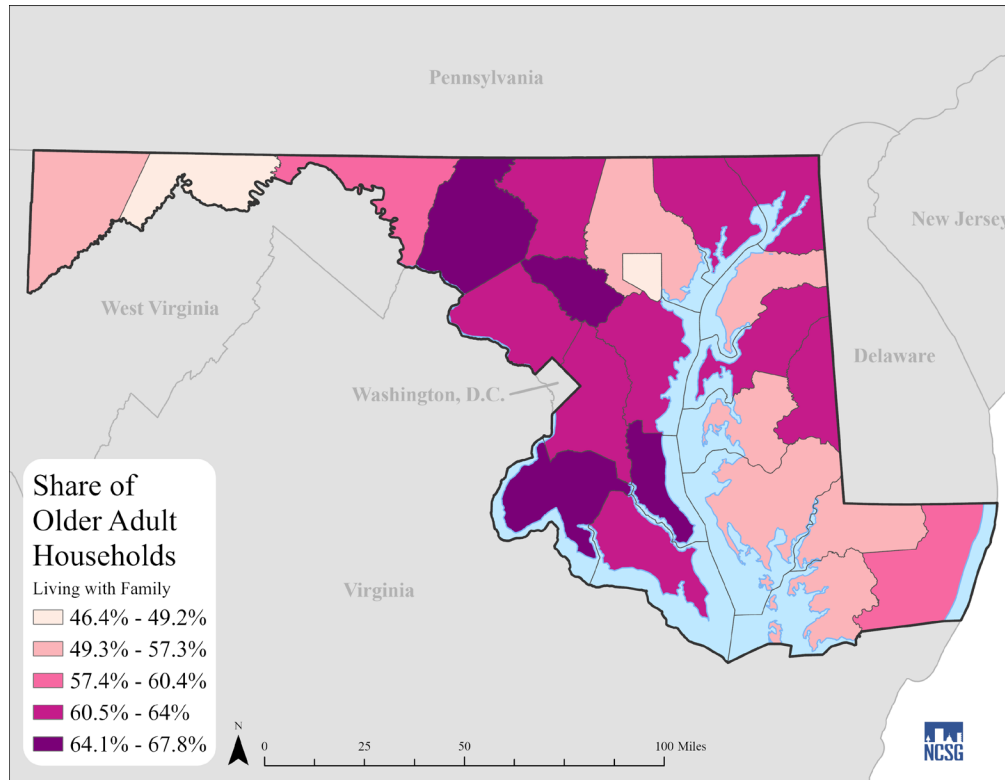 Pennsylvania
New Jersey
West Virginia
Delaware
Washington, D.C.
Virginia
Share of
Older Adult
Households
Living with Family
46.4% - 49.2%
49.3% - 57.3%
57.4% - 60.4%
60.5% - 64%
64.1% - 67.8%
N
0 25 50 100 Miles
NCSG